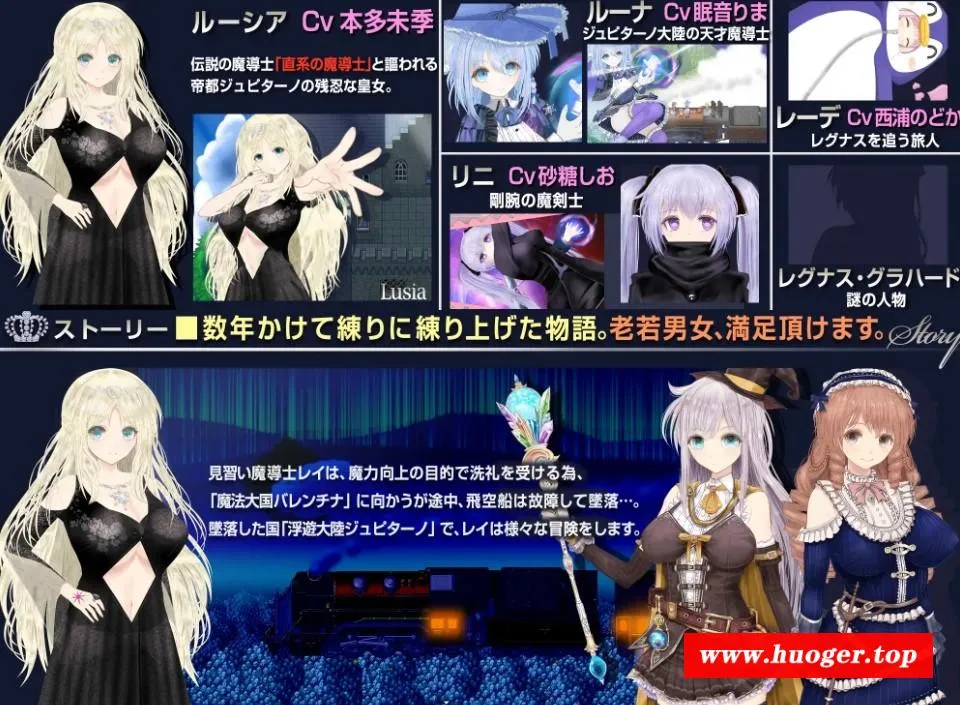 ルーシア Cv本多未季
伝説の魔導士「直系の魔導士」と謳われる
帝都ジュピターノの残忍な皇女。
Lusia
ルーナ Cv眠音りま
ジュピターノ大陸の天才魔導士
レーデ Cv西浦のどか
レグナスを追う旅人
リニ Cv砂糖しお
剛腕の魔剣士
レグナス・グラハード
謎の人物
ストーリー ■数年かけて練りに練り上げた物語。老若男女、満足頂けます。 Story
見習い魔導士レイは、魔力向上の目的で洗礼を受ける為、
「魔法大国バレンチナ」に向かうが途中、飛空船は故障して墜落…。
墜落した国「浮遊大陸ジュピターノ」で、レイは様々な冒険をします。
www.huoger.top